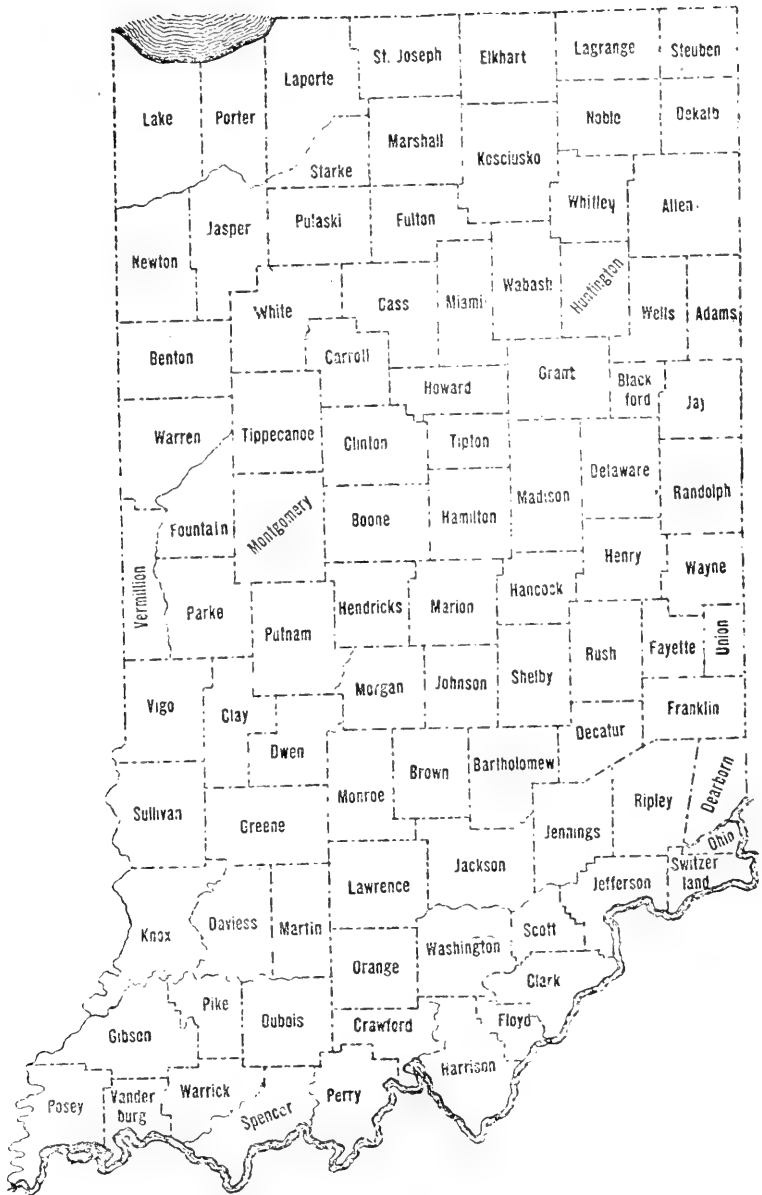 St. Joseph
Elkhart
Lagrange
Steuben
Laporte
Lake
Porter
Marshall
Noble
Dekalb
Kosciusko
Starke
Whitley
Allen
Jasper
Pulaski
Fulton
Newton
White
Cass
Miami
Wabash
Huntington
Wells
Adams
Benton
Carroll
Howard
Grant
Black
ford
Jay
Warren
Tippecanoe
Clinton
Tipton
Delaware
Randolph
Madison
Fountain
Montgomery
Boone
Hamilton
Henry
Wayne
Vermillion
Parke
Putnam
Hendricks
Marion
Hancock
Rush
Fayette
Union
Vigo
Clay
Morgan
Johnson
Shelby
Franklin
Owen
Decatur
Monroe
Brown
Bartholomew
Ripley
Dearborn
Sullivan
Greene
Jennings
Ohio
Jackson
Lawrence
Jefferson
Switzer
land
Knox
Daviess
Martin
Washington
Scott
Orange
Clark
Pike
Dubois
Crawford
Floyd
Gibson
Harrison
Posey
Vander
burg
Warrick
Spencer
Perry